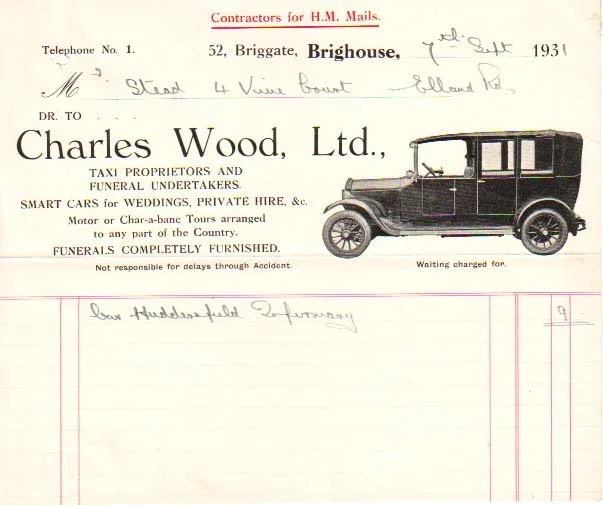 Contractors for H.M. Mails.
Telephone No. 1. 52, Briggate, Brighouse, 7th Sept 1931
Mrs Stead 4 Vine Court Elland Rd,
DR. TO . . .
Charles Wood, Ltd.,
TAXI PROPRIETORS AND
FUNERAL UNDERTAKERS.
SMART CARS for WEDDINGS, PRIVATE HIRE, &c.
Motor or Char-a-banc Tours arranged
to any part of the Country.
FUNERALS COMPLETELY FURNISHED.
Not responsible for delays through Accident.
Waiting charged for.
Car Huddersfield Infirmary 9